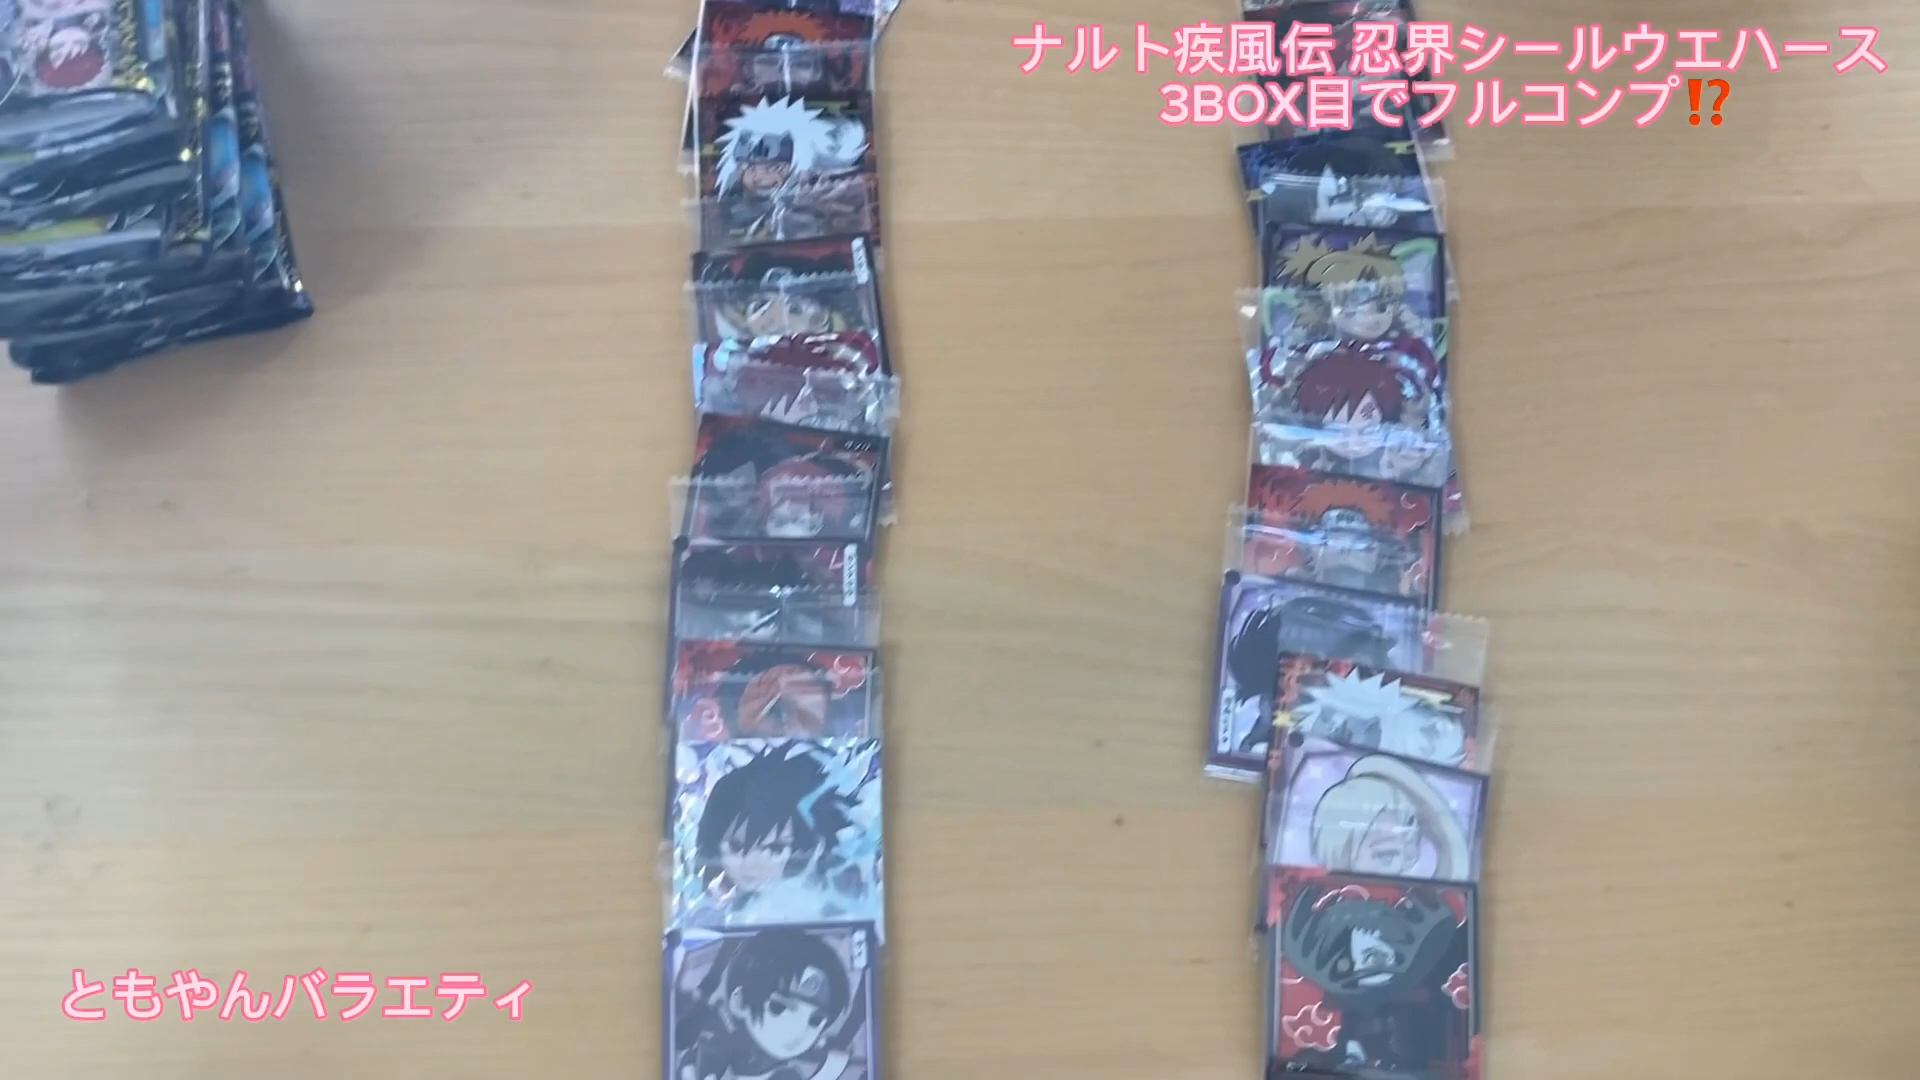 ナルト疾風伝 忍界シールウエハース
3BOX目でフルコンプ⁉️
ともやんバラエティ